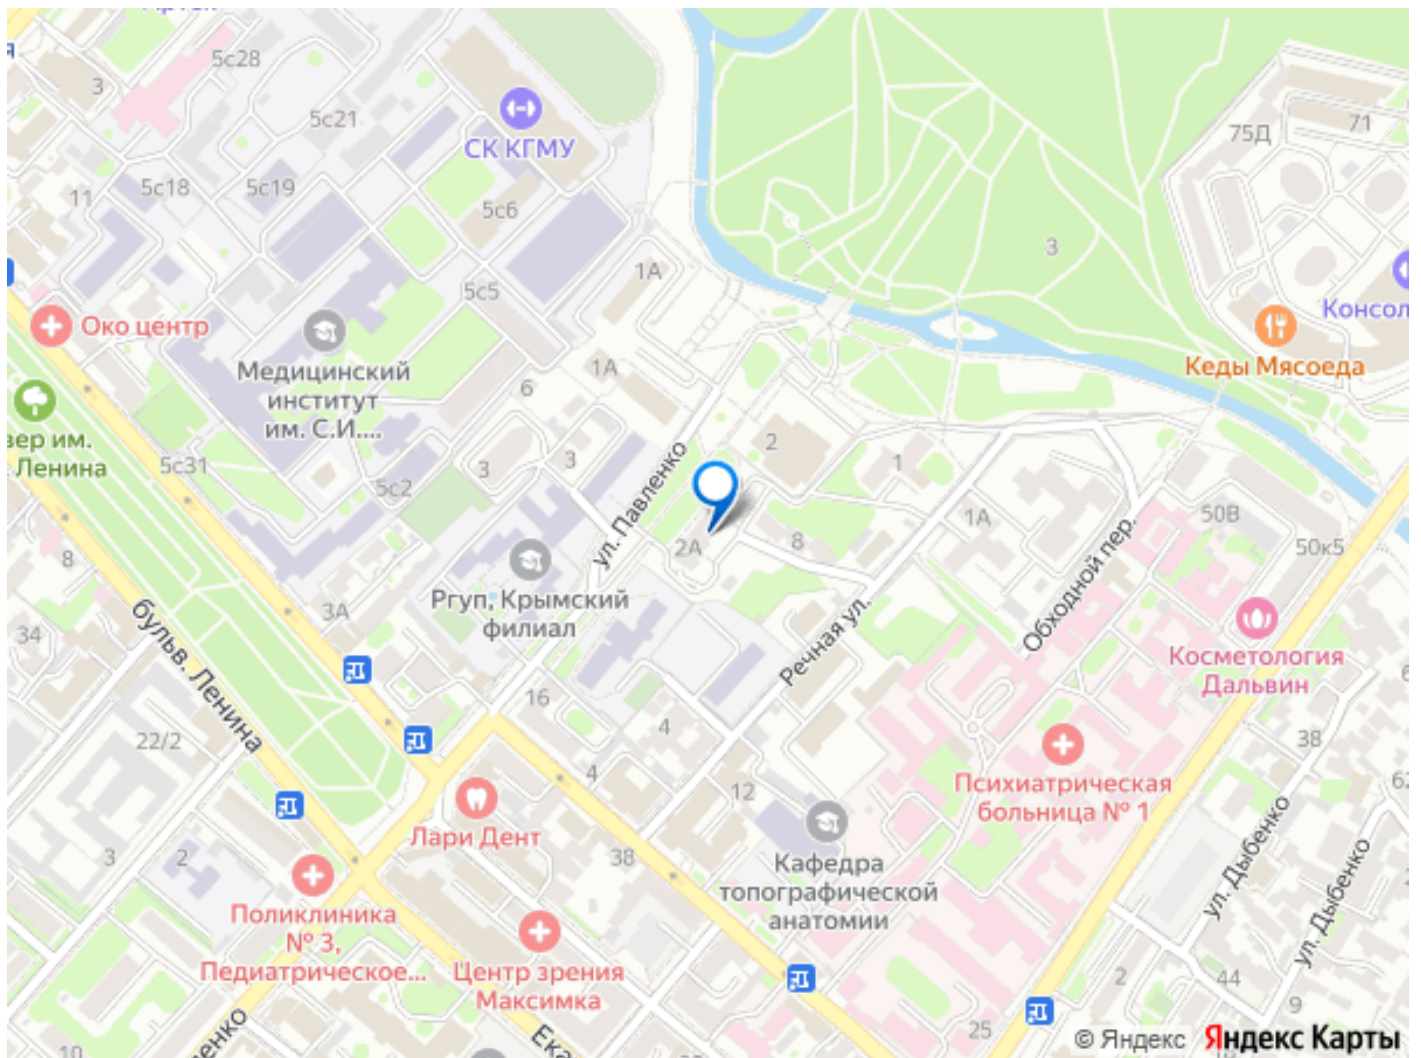 5с28
3
5с21
СК КГМУ
75Д
71
5с18
5с19
11
5с6
3
1А
5с5
Консол
Око центр
Кеды Мясоеда
Медицинский
институт
им. С.И....
1А
6
вер им.
Ленина
2
5с31
3
3
1
5с2
ул. Павленко
50В
1А
2А
8
50к5
8
Обходной пер.
Ргуп, Крымский
филиал
3А
34
бульв. Ленина
Речная ул.
Косметология
Дальвин
16
22/2
4
38
4
Психиатрическая
больница № 1
12
62
Лари Дент
3
2
38
Кафедра
топографической
анатомии
ул. Дыбенко
ул. Дыбенко
Поликлиника
№ 3,
Педиатрическое...
Центр зрения
Максимка
2
44
9
енко
Ека
25
10
© Яндекс Яндекс Карты